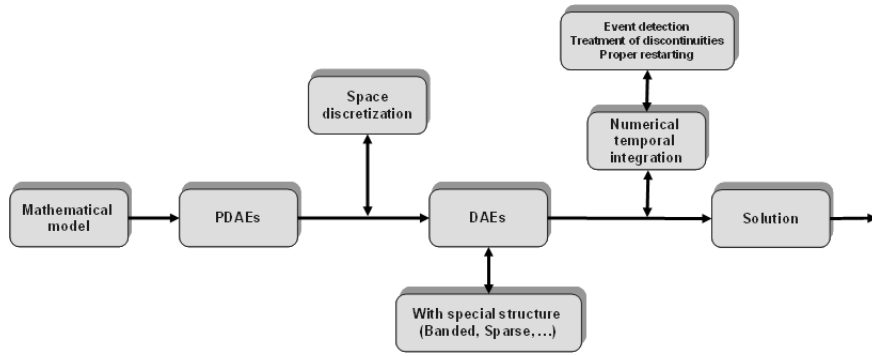 Event detection
Treatment of discontinuities
Proper restarting
Space
discretization
Numerical
temporal
integration
Mathematical
model
PDAEs
DAEs
Solution
With special structure
(Banded, Sparse, ...)